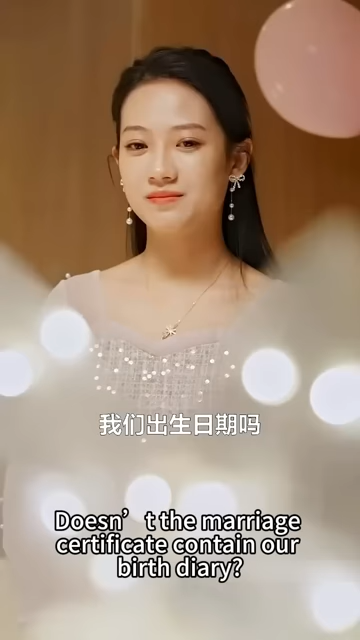 我们出生日期吗
Doesn’t the marriage
certificate contain our
birth diary?